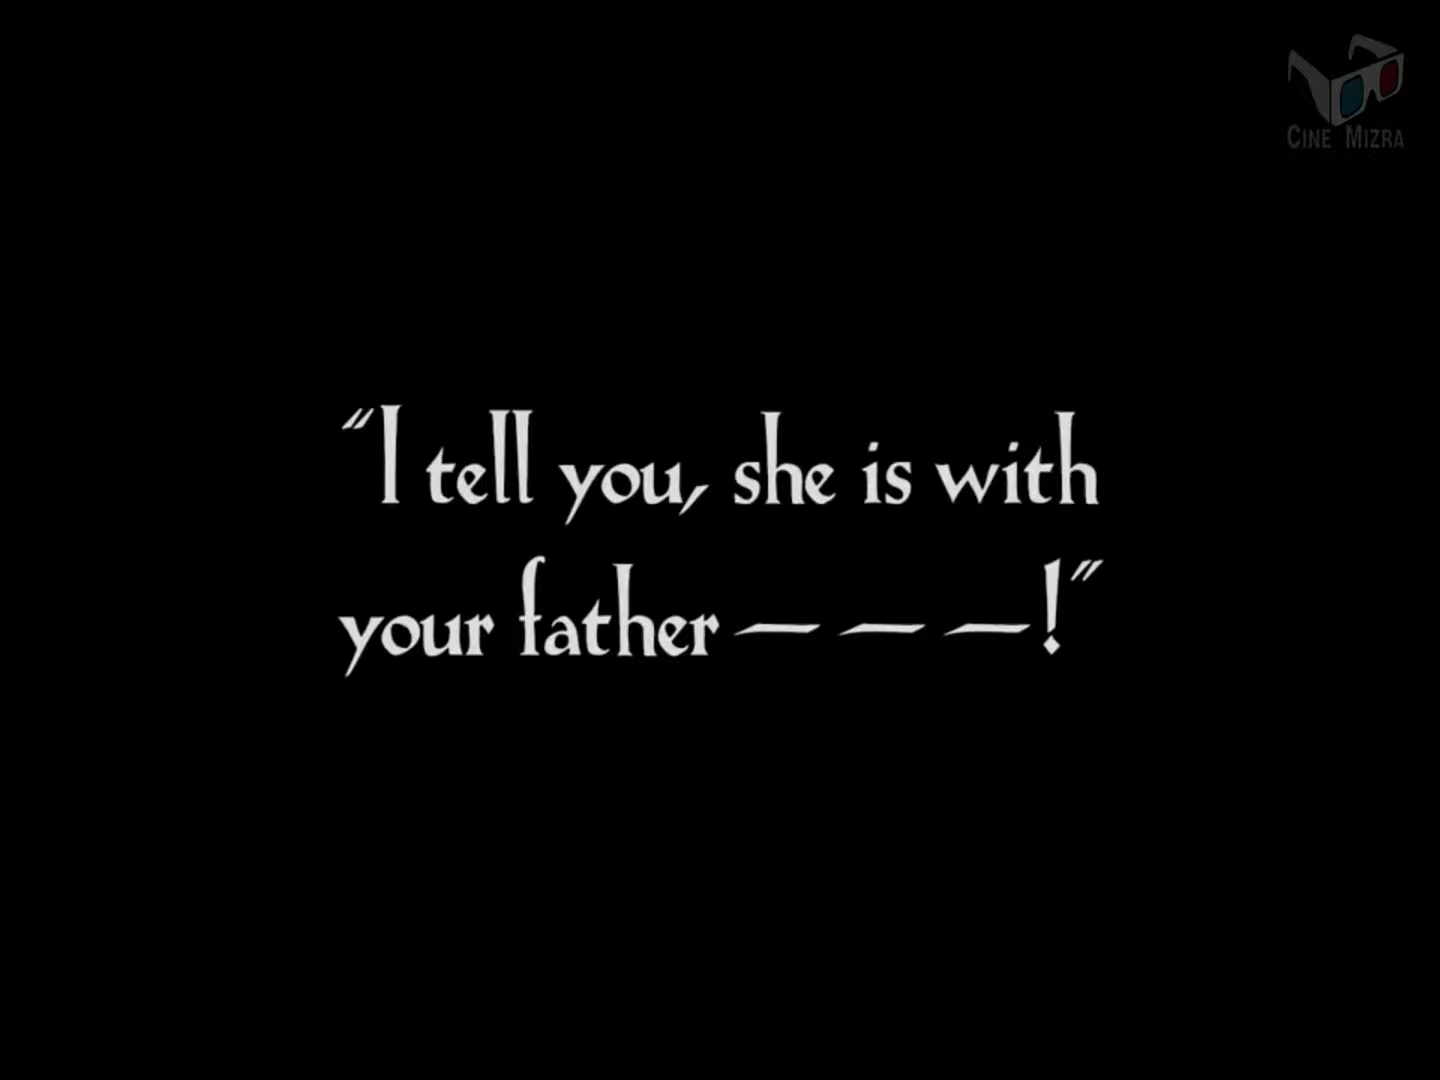 CINE MIZRA
"I tell you, she is with
your father — — —!"